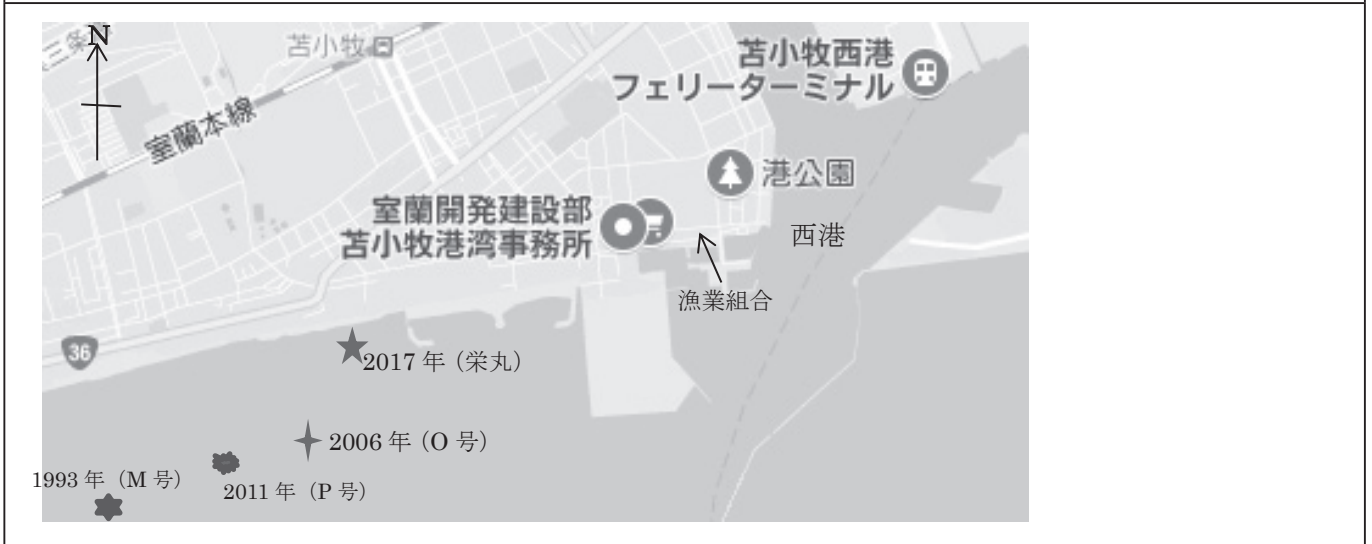 三条
N
苫小牧
苫小牧西港
フェリーターミナル
室蘭本線
港公園
室蘭開発建設部
苫小牧港湾事務所
西港
漁業組合
36
2017 年 (栄丸)
2006 年 (O 号)
1993 年 (M 号)
2011 年 (P 号)